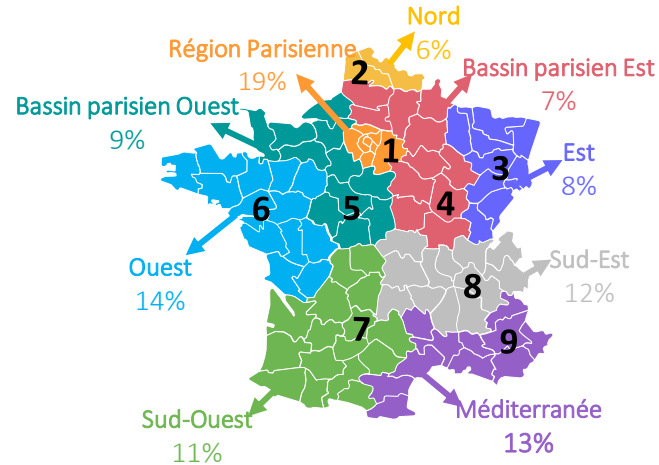 Nord
6%
Région Parisienne
19%
Bassin parisien Est
7%
Bassin parisien Ouest
9%
Est
8%
Ouest
14%
Sud-Est
12%
Sud-Ouest
11%
Méditerranée
13%
2
1
3
4
5
6
8
7
9